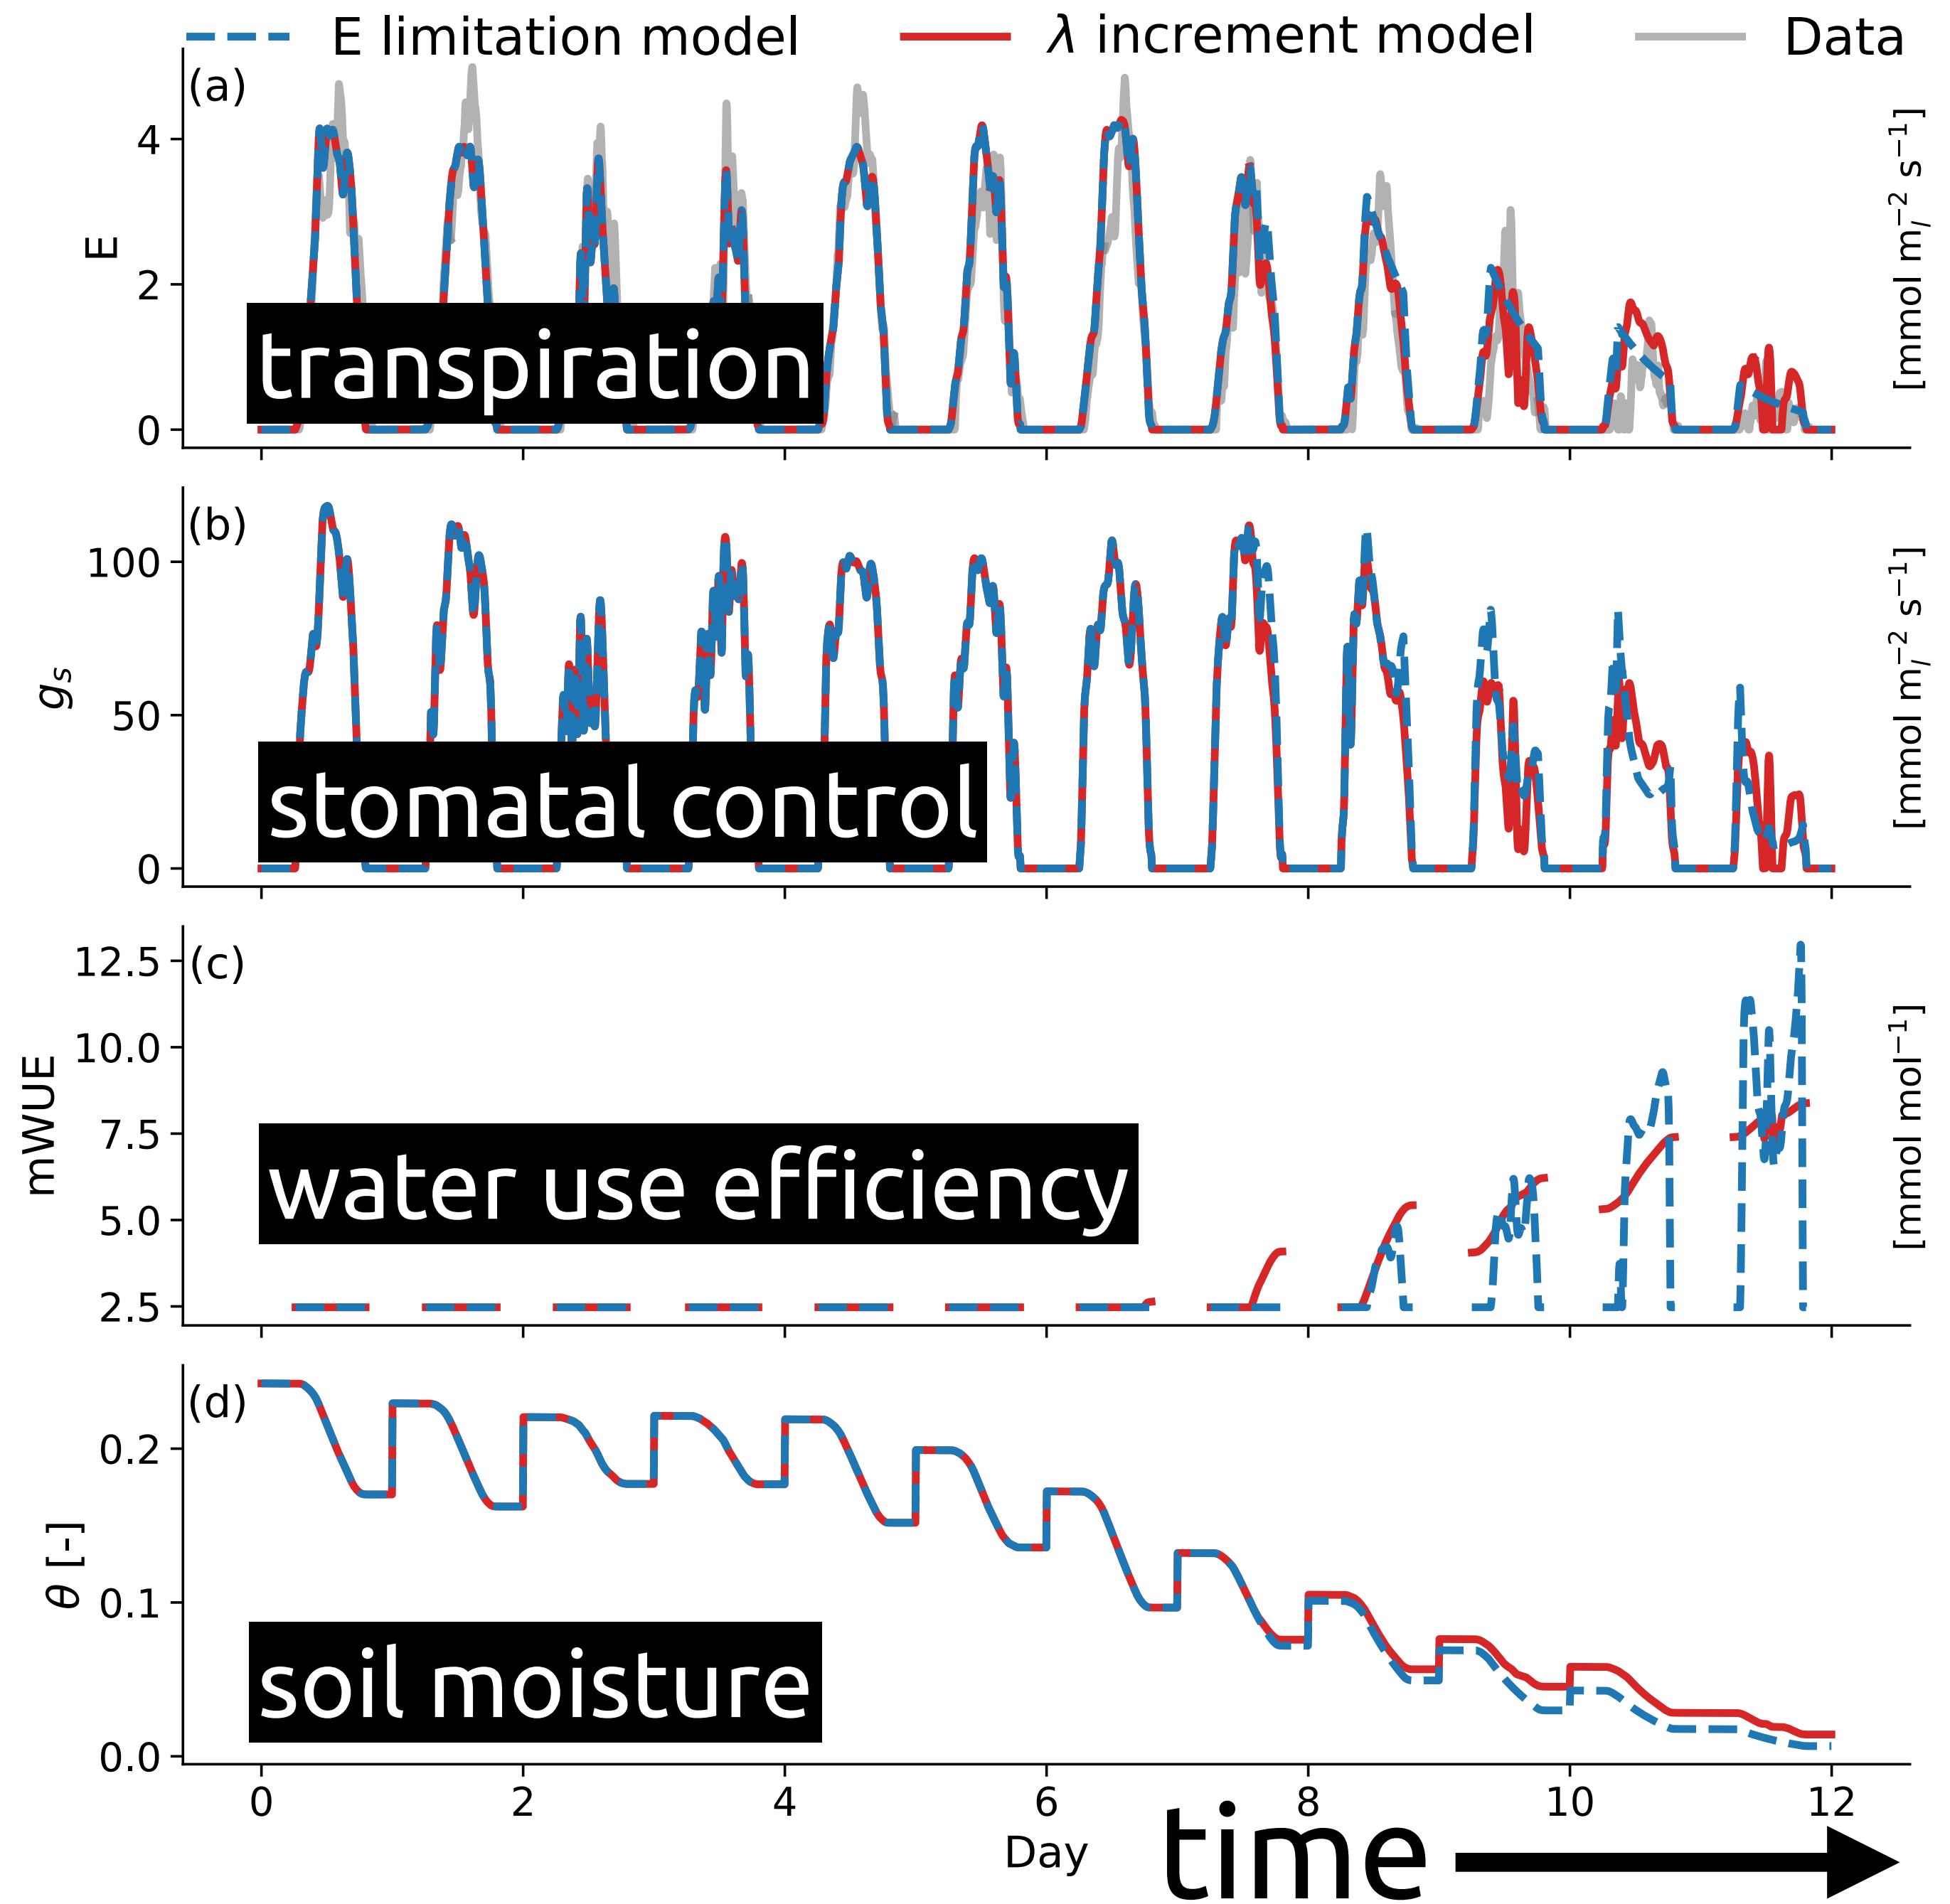 E limitation model λ increment model Data
(a)
4
2
0
E
[mmol m_l^−2 s^−1]
transpiration
(b)
100
50
0
g_s
[mmol m_l^−2 s^−1]
stomatal control
(c)
12.5
10.0
7.5
5.0
2.5
mWUE
[mmol mol^−1]
water use efficiency
(d)
0.2
0.1
0.0
θ [-]
soil moisture
0 2 4 6 8 10 12
Day
time